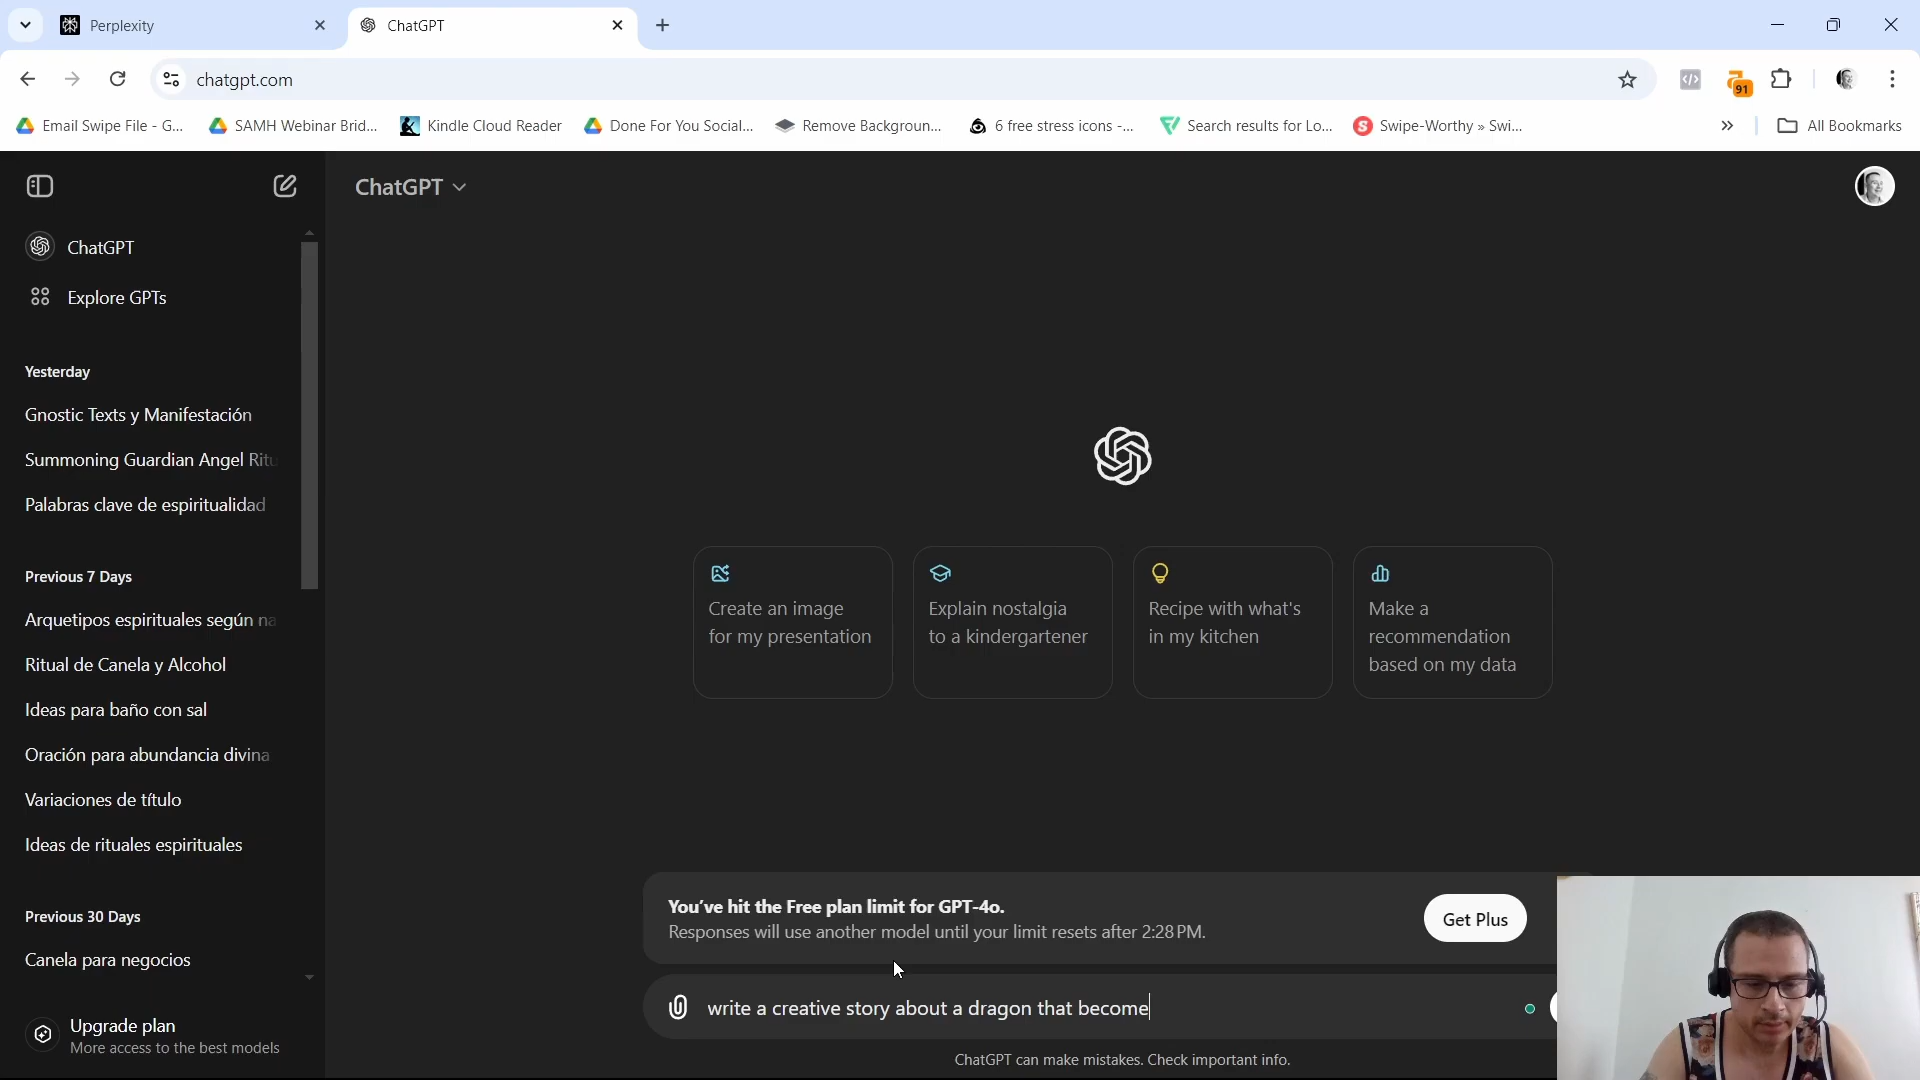 Perplexity
ChatGPT
chatgpt.com
91
Email Swipe File - G...
SAMH Webinar Brid...
Kindle Cloud Reader
Done For You Social...
Remove Backgroun...
6 free stress icons -...
Search results for Lo...
Swipe-Worthy » Swi...
»
All Bookmarks
ChatGPT
ChatGPT
Explore GPTs
Yesterday
Gnostic Texts y Manifestación
Summoning Guardian Angel Ritu
Palabras clave de espiritualidad
Previous 7 Days
Arquetipos espirituales según na
Ritual de Canela y Alcohol
Ideas para baño con sal
Oración para abundancia divina
Variaciones de título
Ideas de rituales espirituales
Previous 30 Days
Canela para negocios
Upgrade plan
More access to the best models
Create an image
for my presentation
Explain nostalgia
to a kindergartener
Recipe with what's
in my kitchen
Make a
recommendation
based on my data
You've hit the Free plan limit for GPT-4o.
Responses will use another model until your limit resets after 2:28 PM.
Get Plus
write a creative story about a dragon that become
ChatGPT can make mistakes. Check important info.